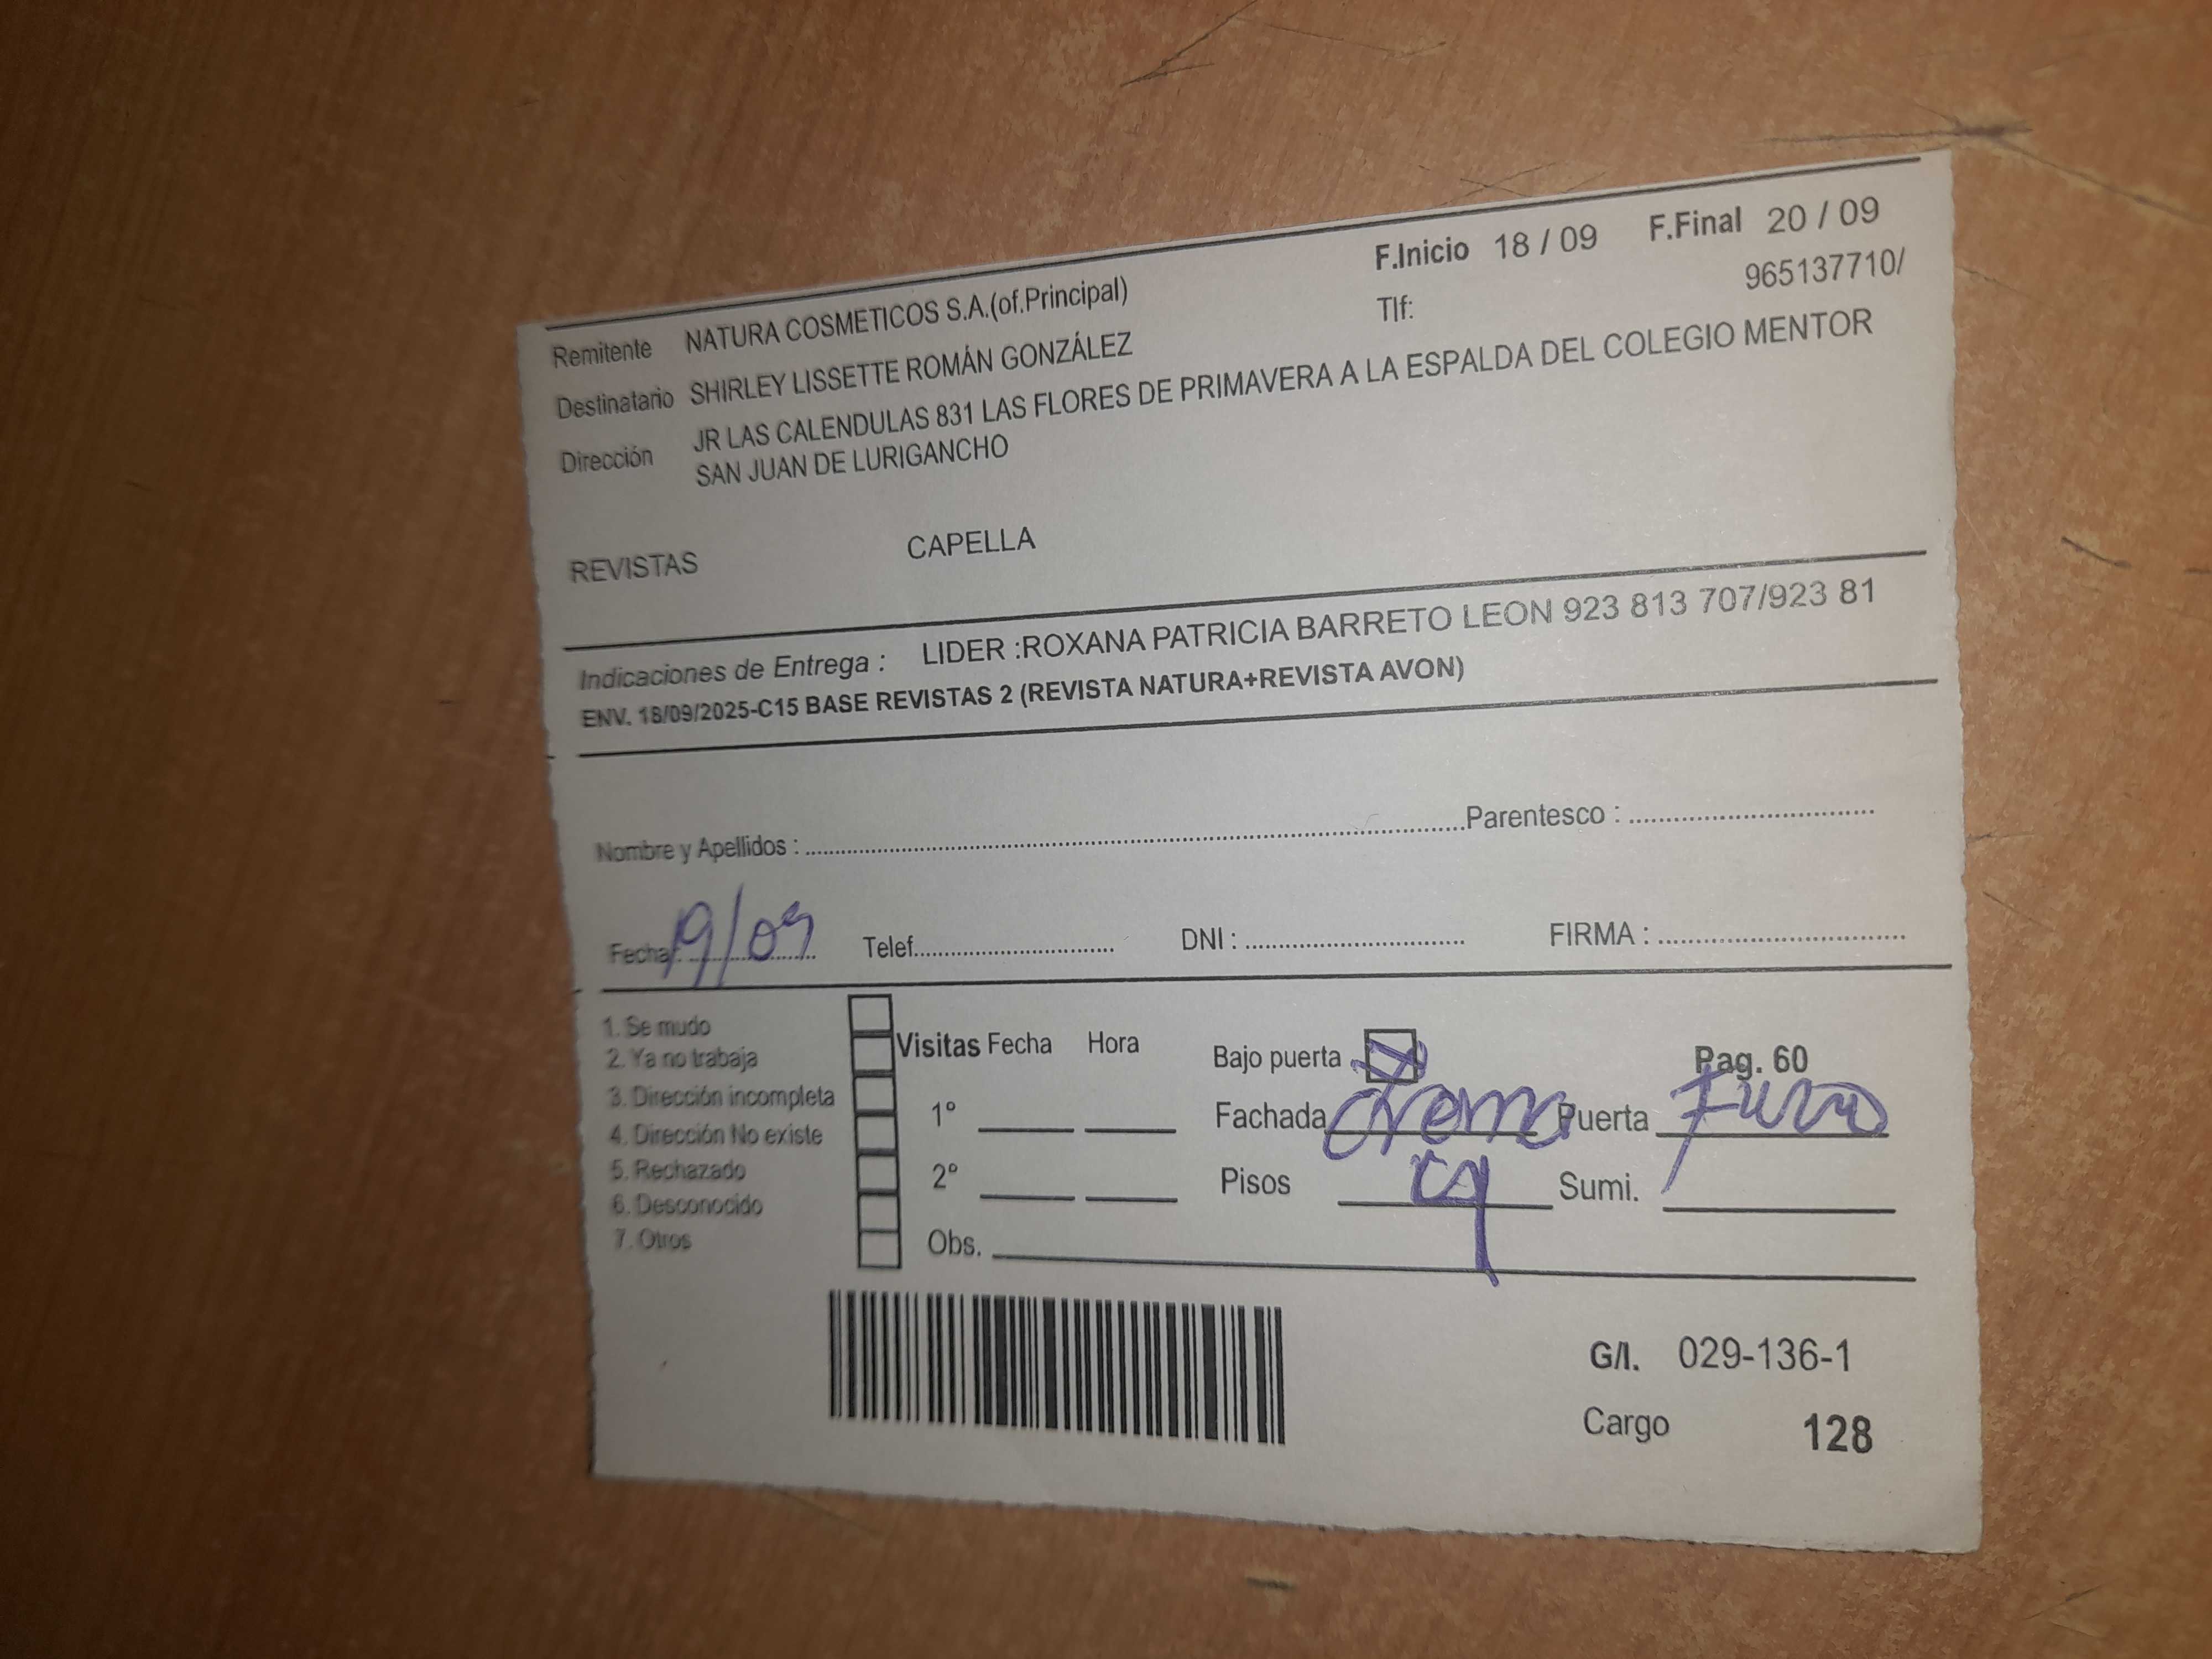 F.Inicio 18 / 09 F.Final 20 / 09
Remitente NATURA COSMETICOS S.A.(of.Principal) Tlf: 965137710/
Destinatario SHIRLEY LISSETTE ROMÁN GONZÁLEZ
Dirección JR LAS CALENDULAS 831 LAS FLORES DE PRIMAVERA A LA ESPALDA DEL COLEGIO MENTOR
SAN JUAN DE LURIGANCHO
REVISTAS CAPELLA
Indicaciones de Entrega : LIDER :ROXANA PATRICIA BARRETO LEON 923 813 707/923 81
ENV. 18/09/2025-C15 BASE REVISTAS 2 (REVISTA NATURA+REVISTA AVON)
Nombre y Apellidos : Parentesco :
Fecha: 19/09 Telef. DNI : FIRMA :
1. Se mudo
2. Ya no trabaja
3. Dirección incompleta
4. Dirección No existe
5. Rechazado
6. Desconocido
7. Otros
Visitas Fecha Hora
1º
2º
Obs.
Bajo puerta X Pag. 60
Fachada Puerta
Pisos Sumi.
G/I. 029-136-1
Cargo 128